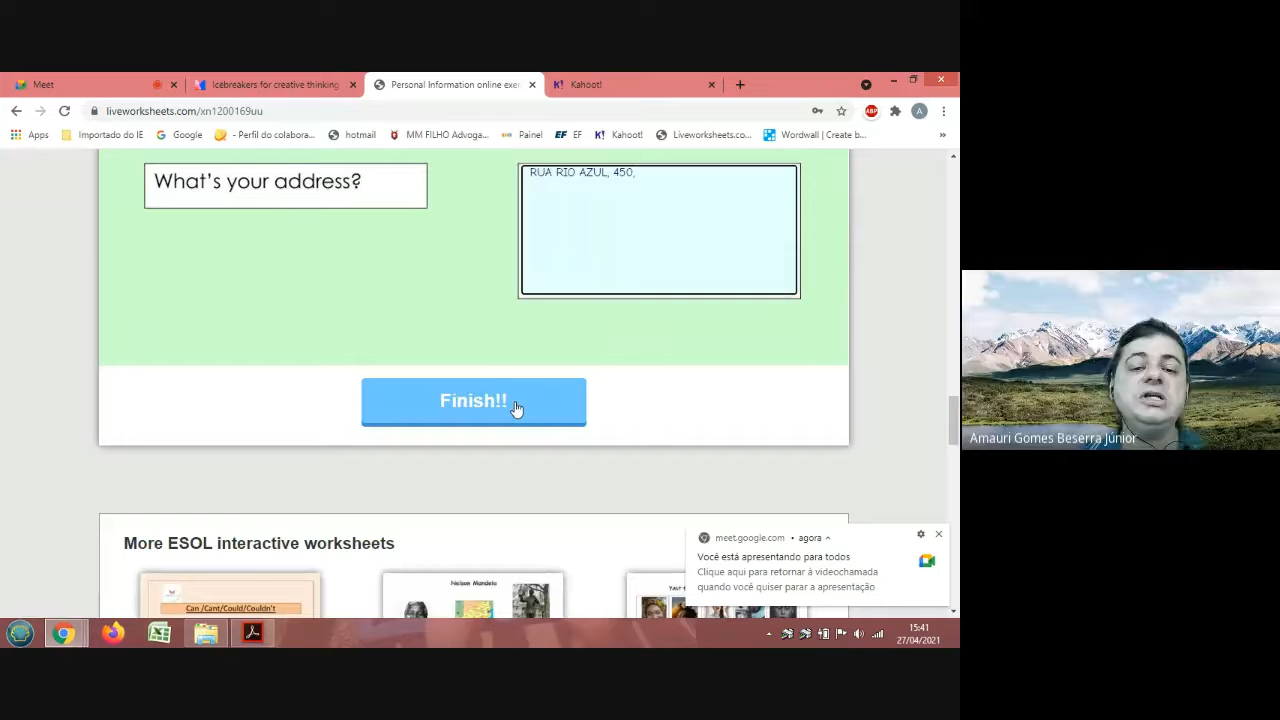 Meet
Icebreakers for creative thinking
Personal Information online exer
Kahoot!
liveworksheets.com/xn1200169uu
Apps
Importado do IE
Google
- Perfil do colabora...
hotmail
MM FILHO Advoga...
Painel
EF EF
K! Kahoot!
Liveworksheets.co...
Wordwall | Create b...
What's your address?
RUA RIO AZUL, 450,
Finish!!
Amauri Gomes Beserra Júnior
More ESOL interactive worksheets
meet.google.com • agora
Você está apresentando para todos
Clique aqui para retornar à videochamada
quando você quiser parar a apresentação
Can /Cant/Could/Couldn't
Nelson Mandela
15:41
27/04/2021